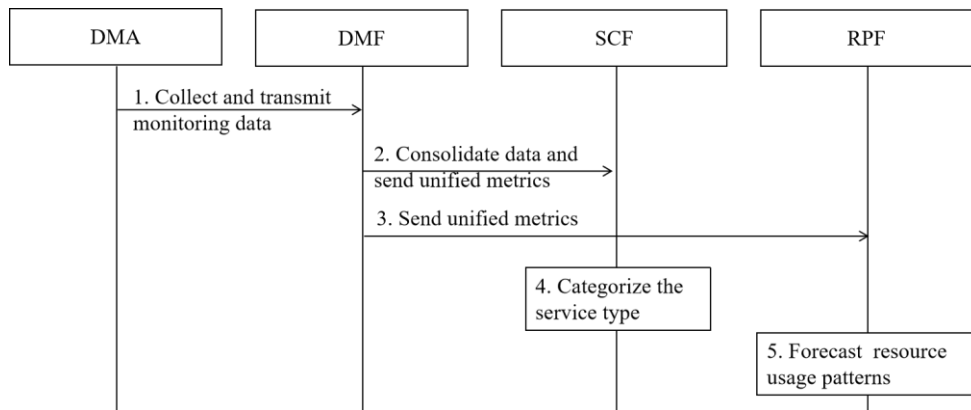 DMA
DMF
SCF
RPF
1. Collect and transmit
monitoring data
2. Consolidate data and
send unified metrics
3. Send unified metrics
4. Categorize the
service type
5. Forecast resource
usage patterns